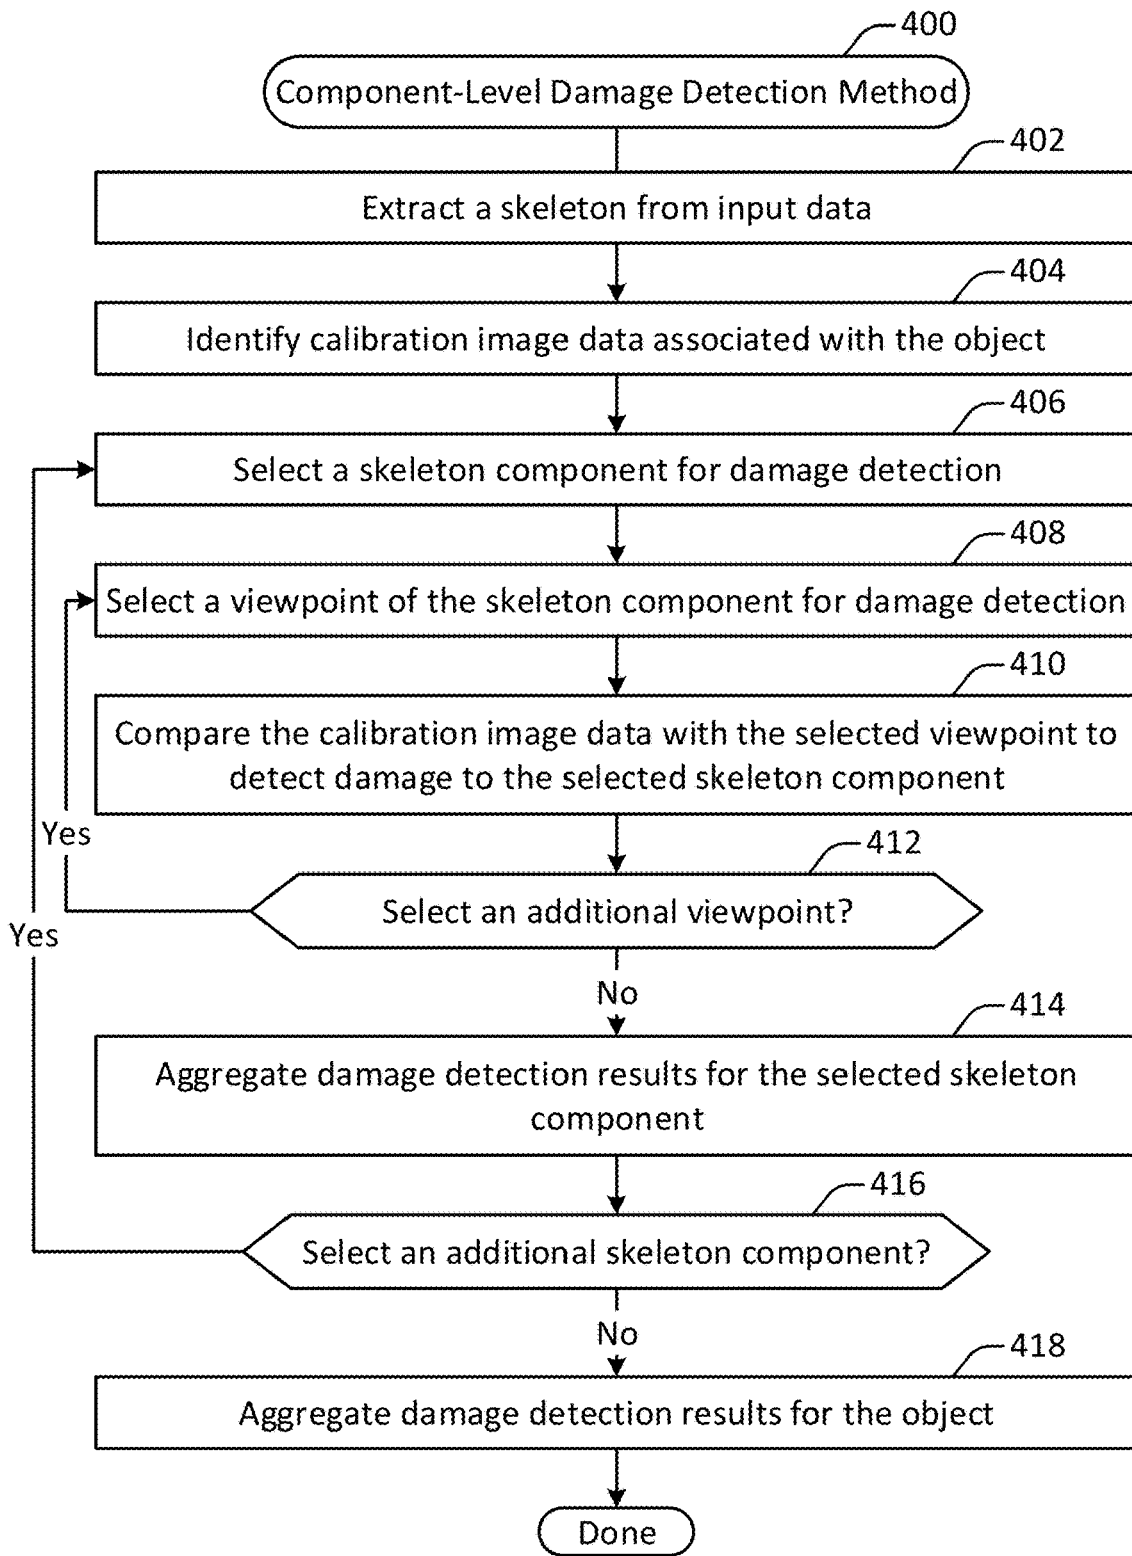 400
Component-Level Damage Detection Method
402
Extract a skeleton from input data
404
Identify calibration image data associated with the object
406
Select a skeleton component for damage detection
408
Select a viewpoint of the skeleton component for damage detection
410
Compare the calibration image data with the selected viewpoint to
detect damage to the selected skeleton component
Yes
412
Select an additional viewpoint?
Yes
No
414
Aggregate damage detection results for the selected skeleton
component
416
Select an additional skeleton component?
No
418
Aggregate damage detection results for the object
Done